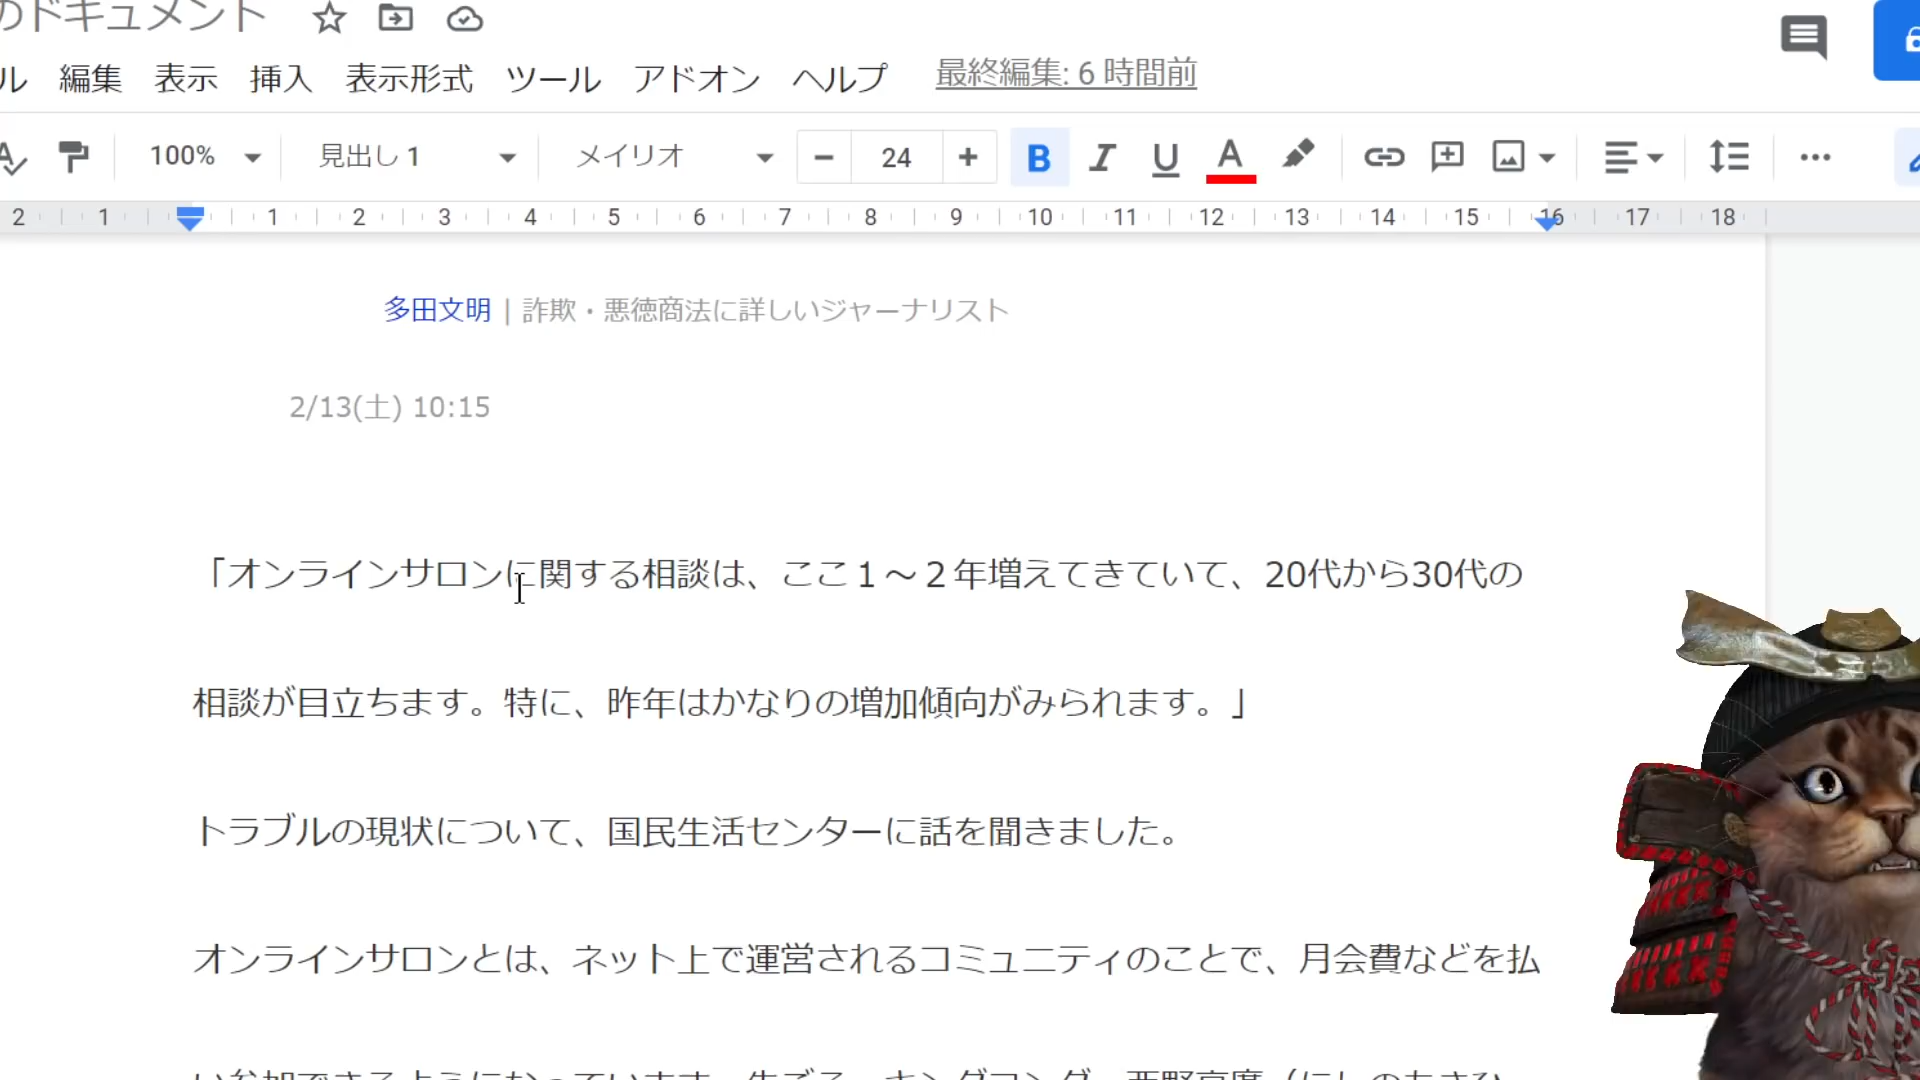 のドキュメント
ル 編集 表示 挿入 表示形式 ツール アドオン ヘルプ 最終編集: 6 時間前
100% 見出し 1 メイリオ − 24 + B I U A
2 1 1 2 3 4 5 6 7 8 9 10 11 12 13 14 15 16 17 18
多田文明 | 詐欺・悪徳商法に詳しいジャーナリスト
2/13(土) 10:15
「オンラインサロンに関する相談は、ここ１～２年増えてきていて、20代から30代の
相談が目立ちます。特に、昨年はかなりの増加傾向がみられます。」
トラブルの現状について、国民生活センターに話を聞きました。
オンラインサロンとは、ネット上で運営されるコミュニティのことで、月会費などを払